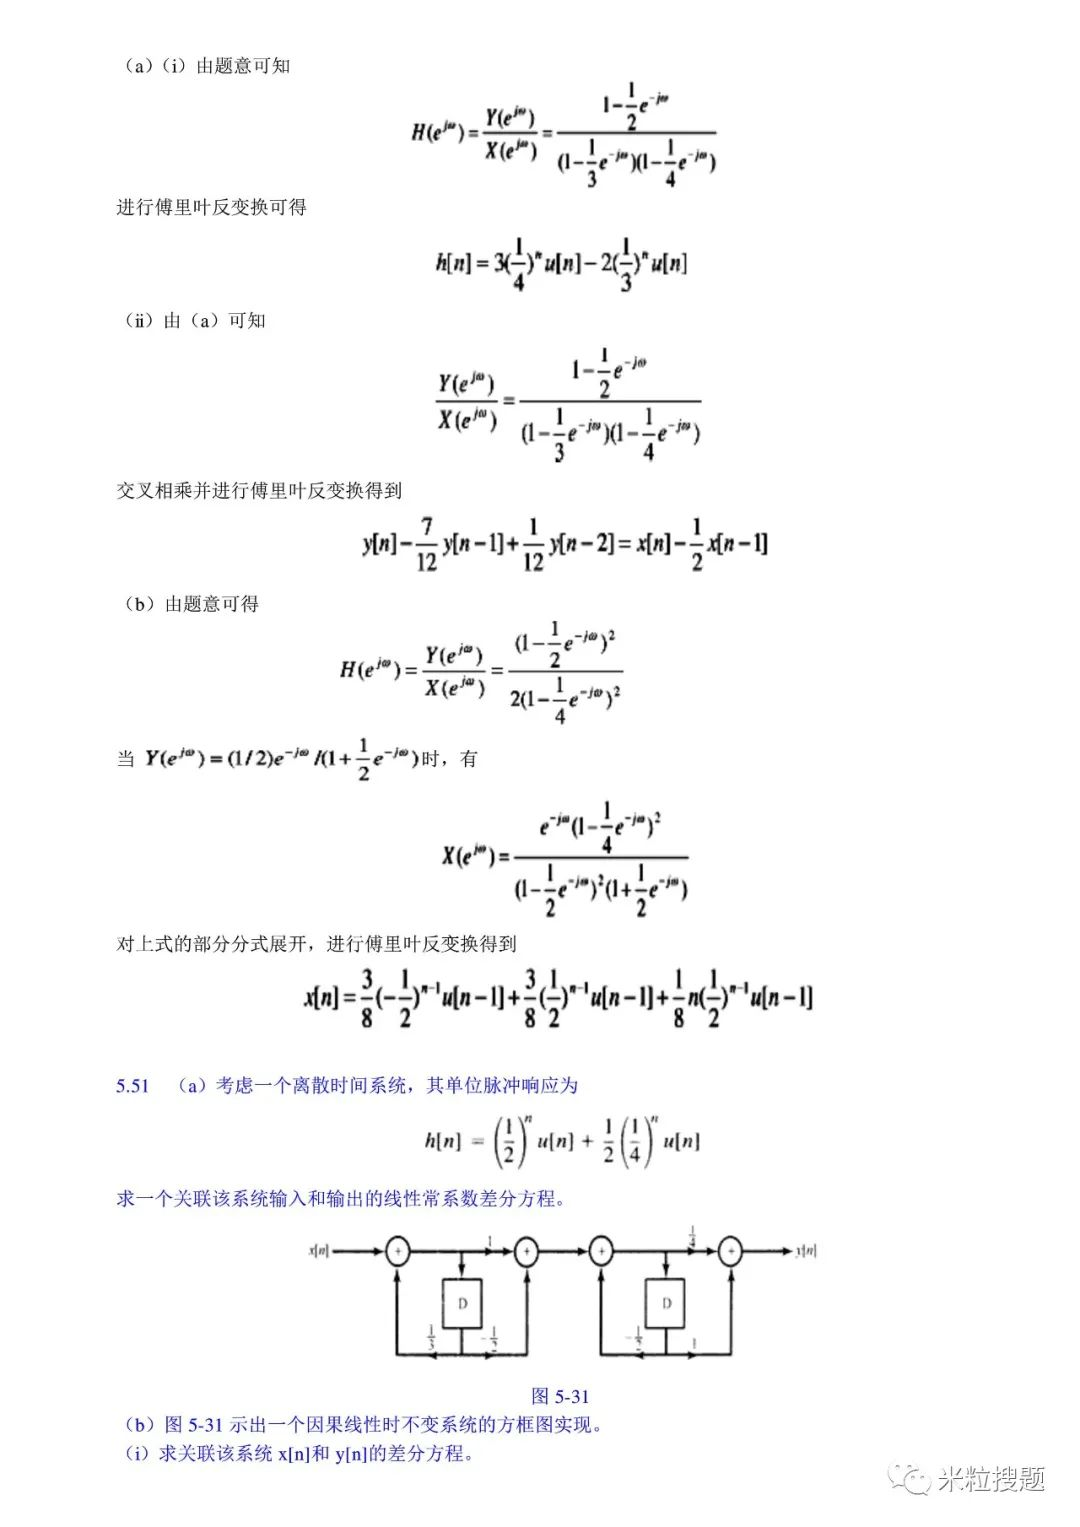 （a）（i）由题意可知
H(e^{jω}) = Y(e^{jω}) / X(e^{jω}) = (1 - 1/2 e^{-jω}) / ((1 - 1/3 e^{-jω})(1 - 1/4 e^{-jω}))
进行傅里叶反变换可得
h[n] = 3(1/4)^n u[n] - 2(1/3)^n u[n]
（ii）由（a）可知
Y(e^{jω}) / X(e^{jω}) = (1 - 1/2 e^{-jω}) / ((1 - 1/3 e^{-jω})(1 - 1/4 e^{-jω}))
交叉相乘并进行傅里叶反变换得到
y[n] - 7/12 y[n-1] + 1/12 y[n-2] = x[n] - 1/2 x[n-1]
（b）由题意可得
H(e^{jω}) = Y(e^{jω}) / X(e^{jω}) = (1 - 1/2 e^{-jω})^2 / (2(1 - 1/4 e^{-jω})^2)
当 Y(e^{jω}) = (1/2)e^{-jω} /(1 + 1/2 e^{-jω})时，有
X(e^{jω}) = e^{-jω}(1 - 1/4 e^{-jω})^2 / ((1 - 1/2 e^{-jω})^2(1 + 1/2 e^{-jω}))
对上式的部分分式展开，进行傅里叶反变换得到
x[n] = 3/8 (-1/2)^{n-1} u[n-1] + 3/8 (1/2)^{n-1} u[n-1] + 1/8 n(1/2)^{n-1} u[n-1]
5.51 （a）考虑一个离散时间系统，其单位脉冲响应为
h[n] = (1/2)^n u[n] + 1/2 (1/4)^n u[n]
求一个关联该系统输入和输出的线性常系数差分方程。
x[n] + 1 + + 1/4 + y[n]
D D
1/3 -1/2 -1/2 1
图 5-31
（b）图 5-31 示出一个因果线性时不变系统的方框图实现。
（i）求关联该系统 x[n]和 y[n]的差分方程。
米粒搜题